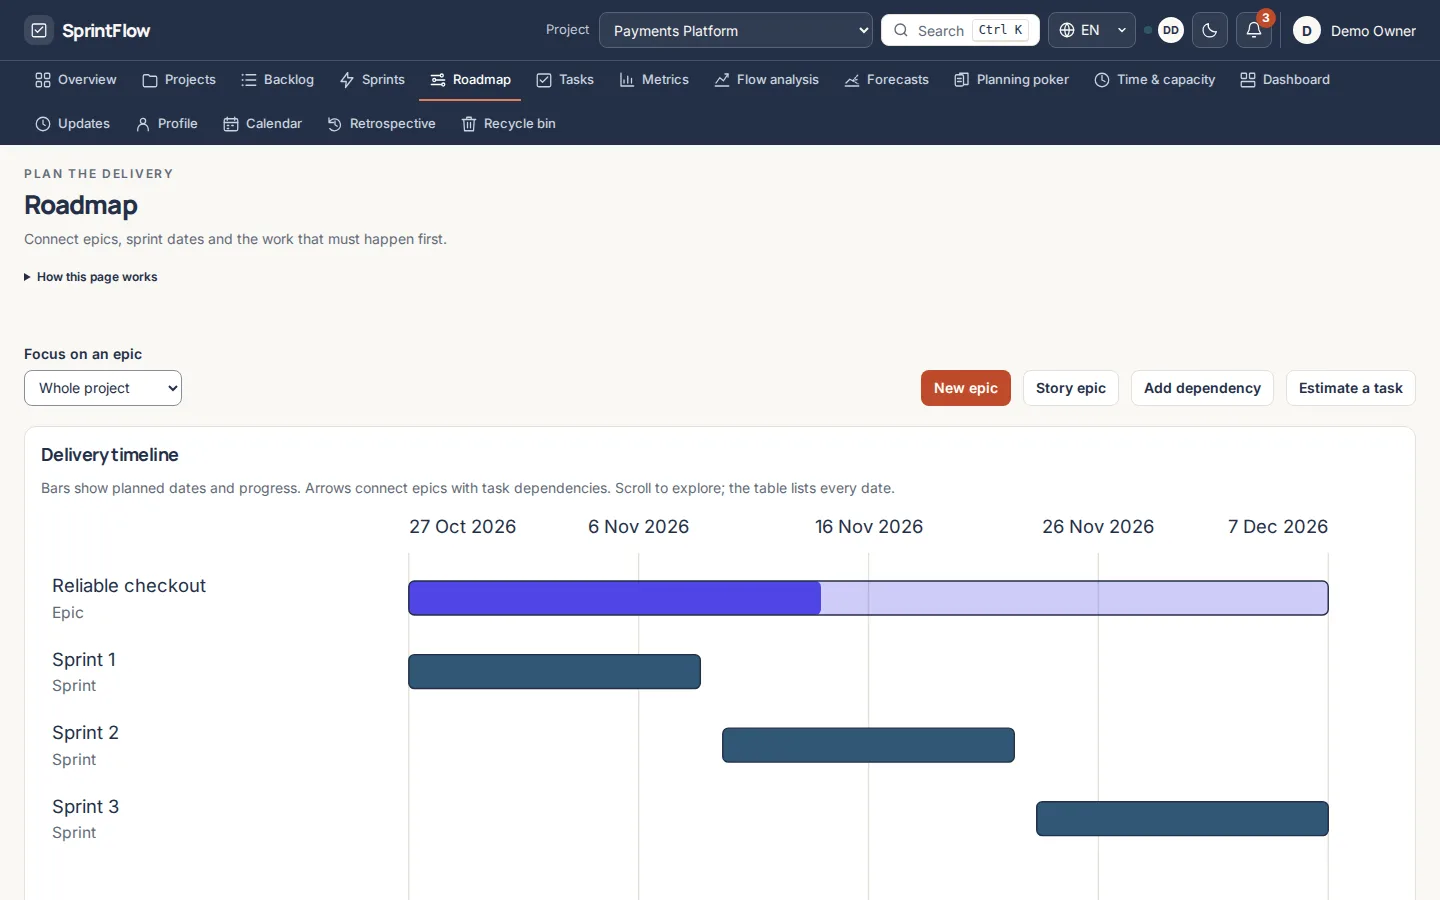 SprintFlow
Project Payments Platform Search Ctrl K EN DD 3 D Demo Owner
Overview Projects Backlog Sprints Roadmap Tasks Metrics Flow analysis Forecasts Planning poker Time & capacity Dashboard
Updates Profile Calendar Retrospective Recycle bin
PLAN THE DELIVERY
Roadmap
Connect epics, sprint dates and the work that must happen first.
How this page works
Focus on an epic
Whole project New epic Story epic Add dependency Estimate a task
Delivery timeline
Bars show planned dates and progress. Arrows connect epics with task dependencies. Scroll to explore; the table lists every date.
27 Oct 2026 6 Nov 2026 16 Nov 2026 26 Nov 2026 7 Dec 2026
Reliable checkout
Epic
Sprint 1
Sprint
Sprint 2
Sprint
Sprint 3
Sprint